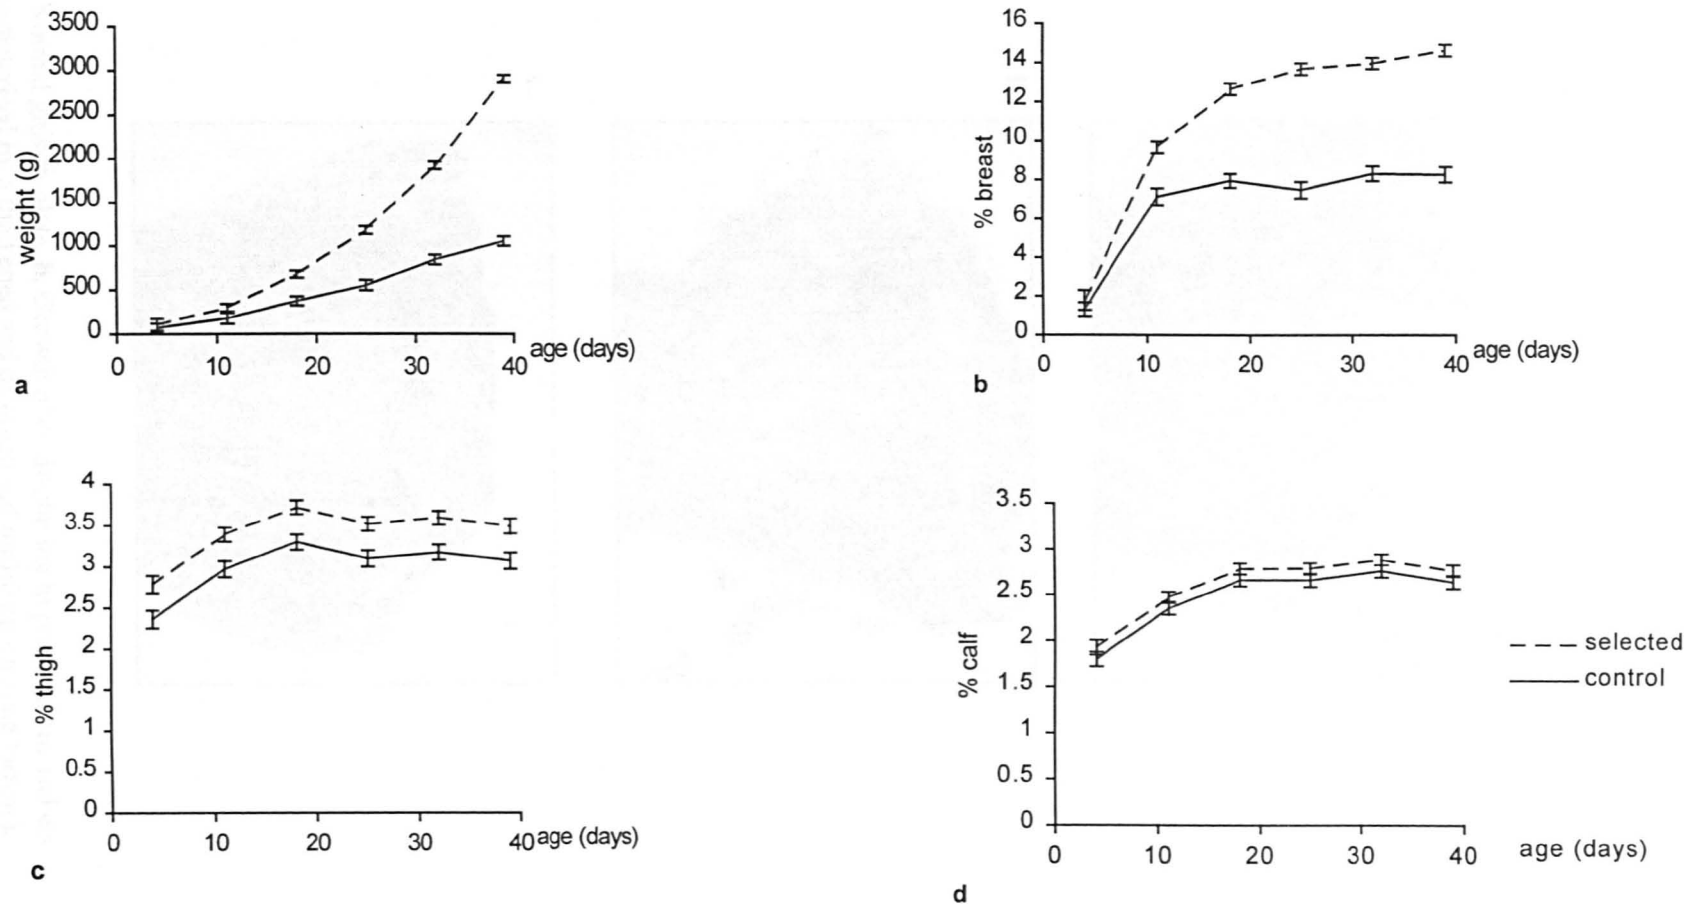 3500
3000
2500
2000
1500
1000
500
0
weight (g)
0 10 20 30 40 age (days)
a
16
14
12
10
8
6
4
2
0
% breast
0 10 20 30 40 age (days)
b
4
3.5
3
2.5
2
1.5
1
0.5
0
% thigh
0 10 20 30 40 age (days)
c
3.5
3
2.5
2
1.5
1
0.5
0
% calf
0 10 20 30 40 age (days)
d
selected
control